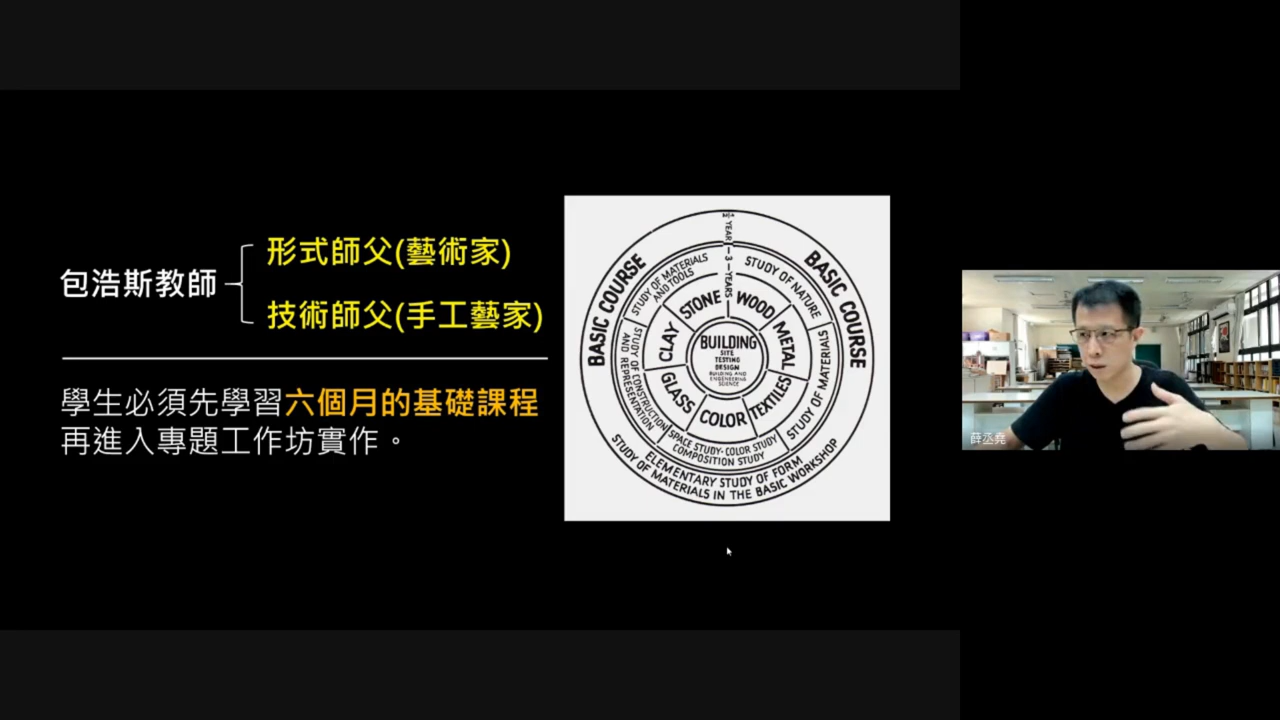 包浩斯教師
形式師父(藝術家)
技術師父(手工藝家)
學生必須先學習六個月的基礎課程
再進入專題工作坊實作。
BASIC COURSE
BASIC COURSE
YEAR
3
YEARS
STUDY OF MATERIALS
AND TOOLS
STUDY OF NATURE
STUDY OF MATERIALS
STUDY OF CONSTRUCTION
AND REPRESENTATION
SPACE STUDY · COLOR STUDY
COMPOSITION STUDY
STONE
WOOD
METAL
TEXTILES
COLOR
GLASS
CLAY
BUILDING
SITE
TESTING
DESIGN
BUILDING AND
ENGINEERING
SCIENCE
ELEMENTARY STUDY OF FORM
STUDY OF MATERIALS IN THE BASIC WORKSHOP
薛丞堯